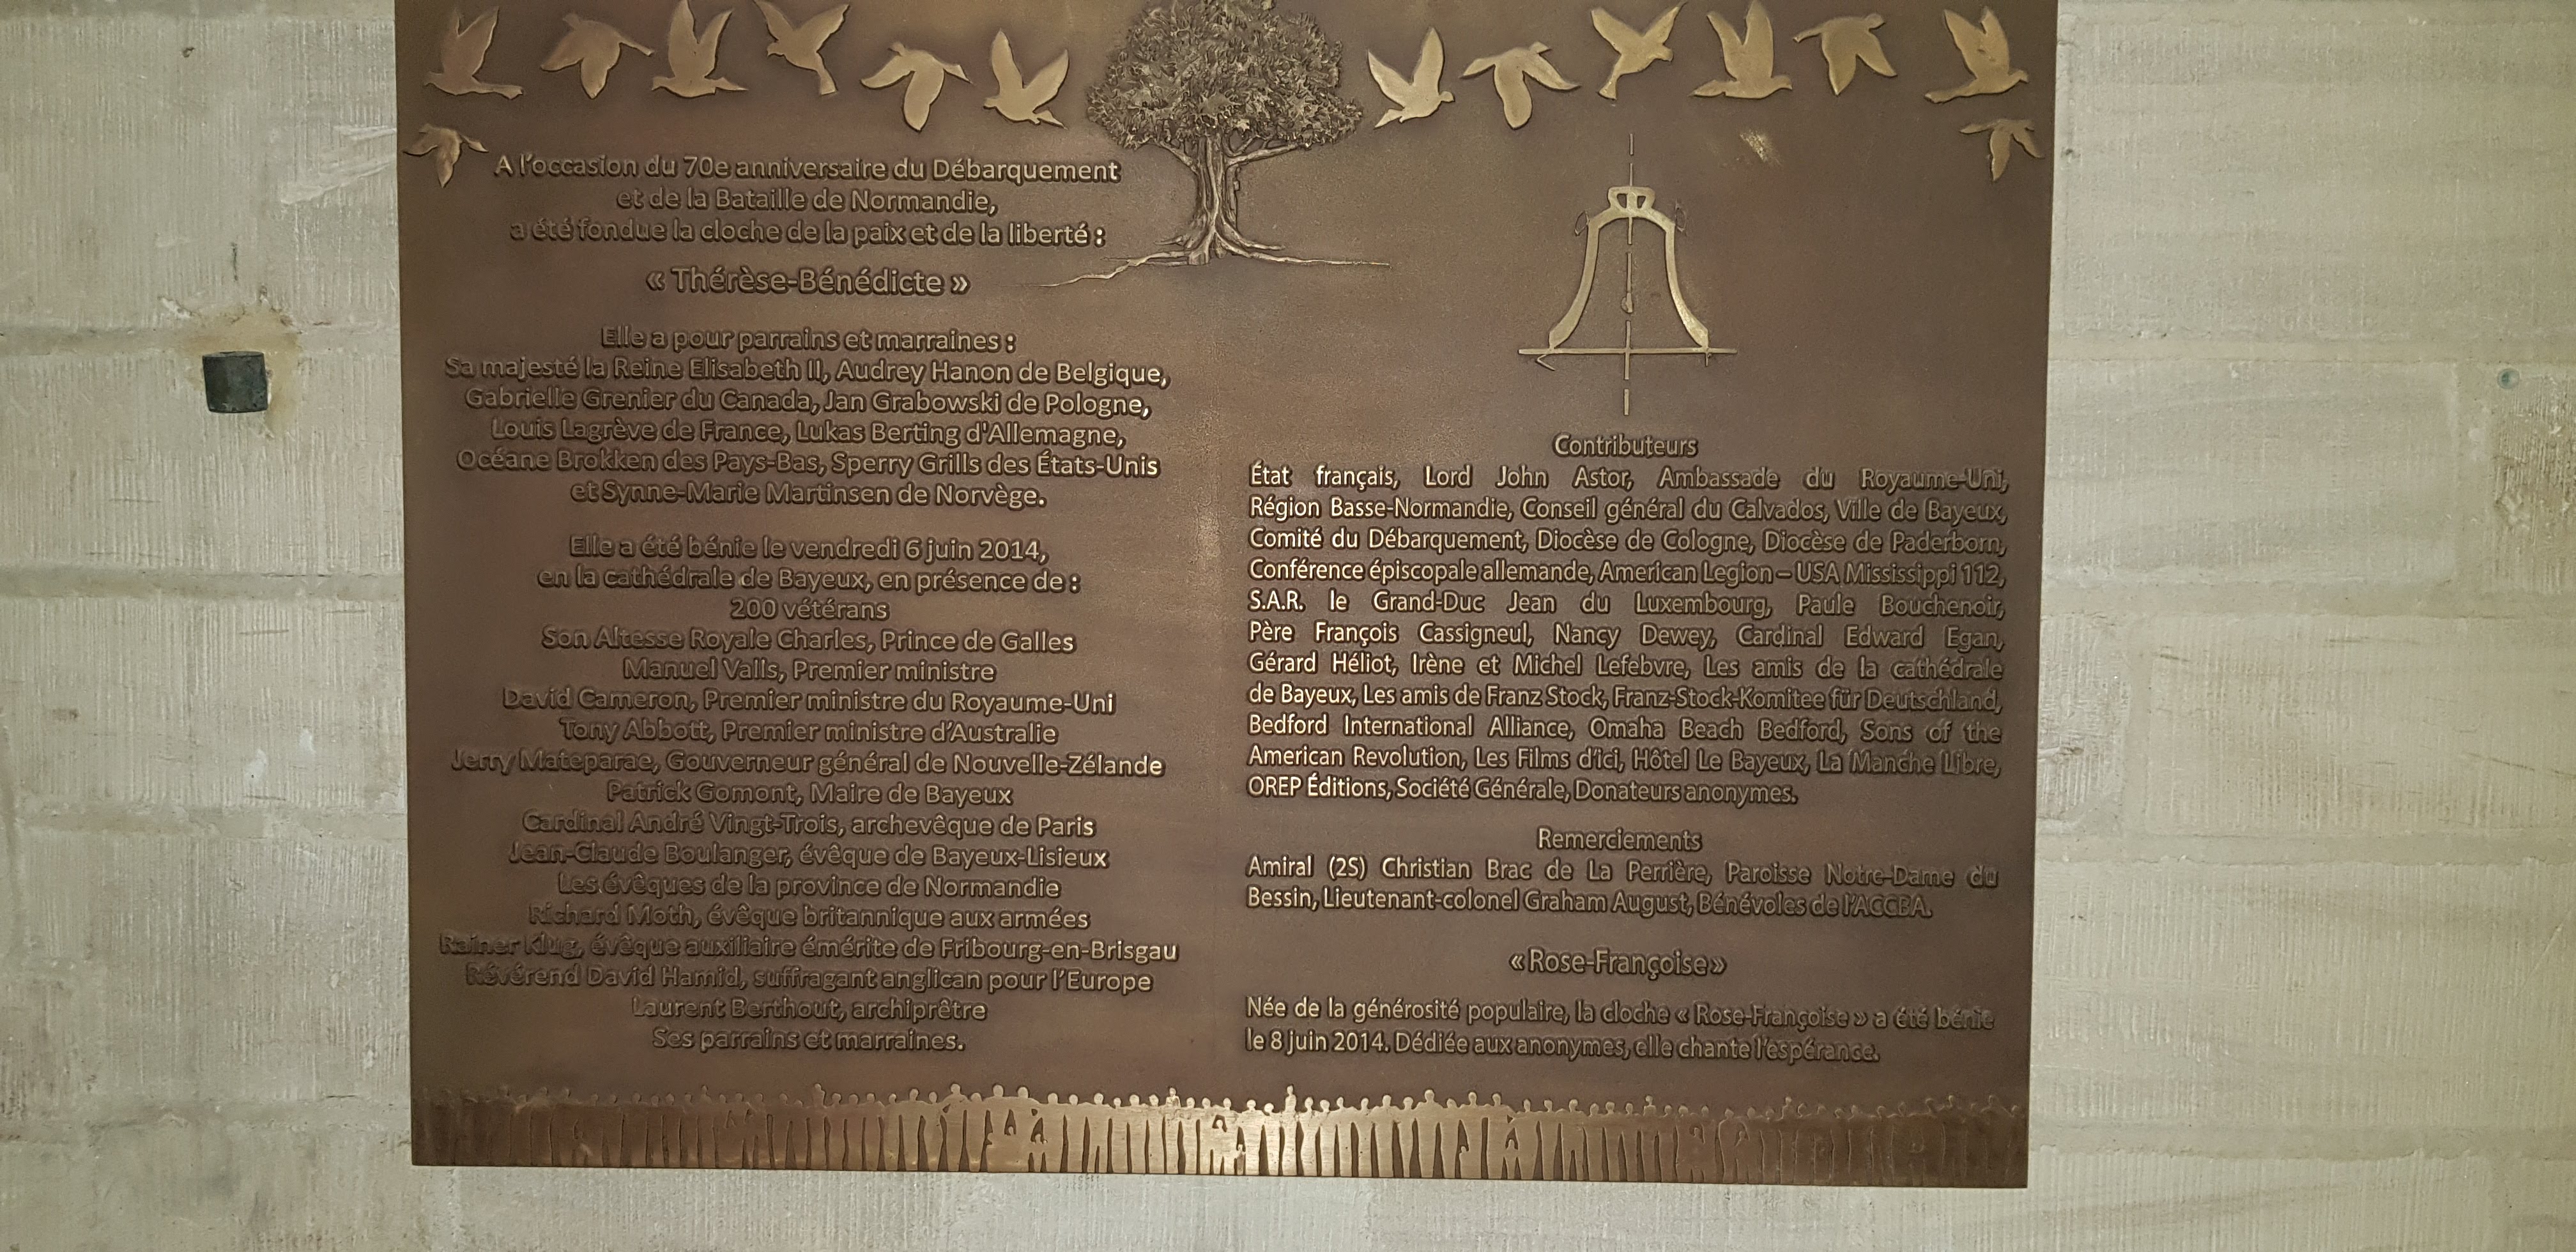 A l'occasion du 70e anniversaire du Débarquement
et de la Bataille de Normandie,
a été fondue la cloche de la paix et de la liberté :
« Thérèse-Bénédicte »
Elle a pour parrains et marraines :
Sa majesté la Reine Elisabeth II, Audrey Hanon de Belgique,
Gabrielle Grenier du Canada, Jan Grabowski de Pologne,
Louis Lagrève de France, Lukas Berting d'Allemagne,
Océane Brokken des Pays-Bas, Sperry Grills des États-Unis
et Synne-Marie Martinsen de Norvège.
Elle a été bénie le vendredi 6 juin 2014,
en la cathédrale de Bayeux, en présence de :
200 vétérans
Son Altesse Royale Charles, Prince de Galles
Manuel Valls, Premier ministre
David Cameron, Premier ministre du Royaume-Uni
Tony Abbott, Premier ministre d'Australie
Jerry Mateparae, Gouverneur général de Nouvelle-Zélande
Patrick Gomont, Maire de Bayeux
Cardinal André Vingt-Trois, archevêque de Paris
Jean-Claude Boulanger, évêque de Bayeux-Lisieux
Les évêques de la province de Normandie
Richard Moth, évêque britannique aux armées
Rainer Klug, évêque auxiliaire émérite de Fribourg-en-Brisgau
Révérend David Hamid, suffragant anglican pour l'Europe
Laurent Berthout, archiprêtre
Ses parrains et marraines.
Contributeurs
État français, Lord John Astor, Ambassade du Royaume-Uni,
Région Basse-Normandie, Conseil général du Calvados, Ville de Bayeux,
Comité du Débarquement, Diocèse de Cologne, Diocèse de Paderborn,
Conférence épiscopale allemande, American Legion – USA Mississippi 112,
S.A.R. le Grand-Duc Jean du Luxembourg, Paule Bouchenoir,
Père François Cassigneul, Nancy Dewey, Cardinal Edward Egan,
Gérard Héliot, Irène et Michel Lefebvre, Les amis de la cathédrale
de Bayeux, Les amis de Franz Stock, Franz-Stock-Komitee für Deutschland,
Bedford International Alliance, Omaha Beach Bedford, Sons of the
American Revolution, Les Films d'ici, Hôtel Le Bayeux, La Manche Libre,
OREP Éditions, Société Générale, Donateurs anonymes.
Remerciements
Amiral (2S) Christian Brac de La Perrière, Paroisse Notre-Dame du
Bessin, Lieutenant-colonel Graham August, Bénévoles de l'ACCBA.
« Rose-Françoise »
Née de la générosité populaire, la cloche « Rose-Françoise » a été bénie
le 8 juin 2014. Dédiée aux anonymes, elle chante l'espérance.